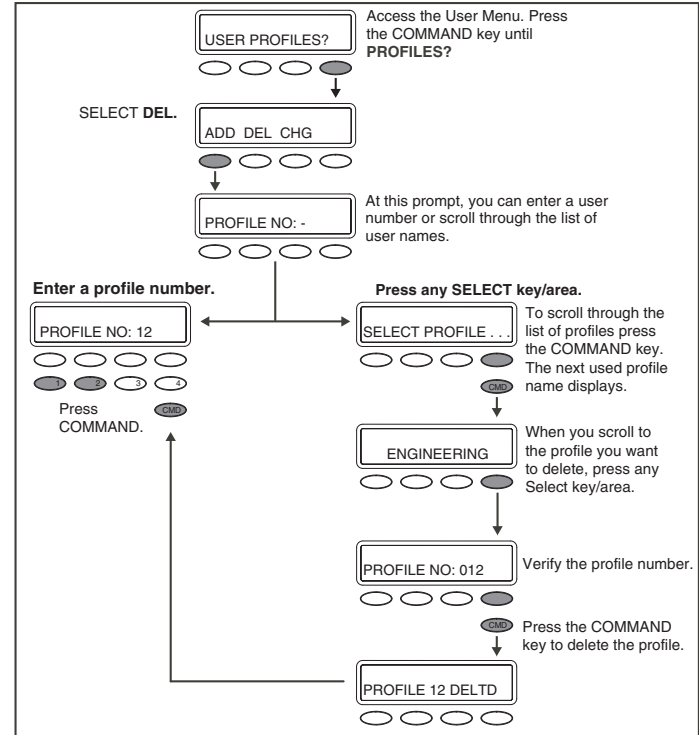 USER PROFILES?
Access the User Menu. Press
the COMMAND key until
PROFILES?
SELECT DEL.
ADD DEL CHG
PROFILE NO: -
At this prompt, you can enter a user
number or scroll through the list of
user names.
Enter a profile number.
PROFILE NO: 12
1 2 3 4
Press
COMMAND.
CMD
Press any SELECT key/area.
SELECT PROFILE . . .
To scroll through the
list of profiles press
the COMMAND key.
The next used profile
name displays.
CMD
ENGINEERING
When you scroll to
the profile you want
to delete, press any
Select key/area.
PROFILE NO: 012
Verify the profile number.
CMD
Press the COMMAND
key to delete the profile.
PROFILE 12 DELTD